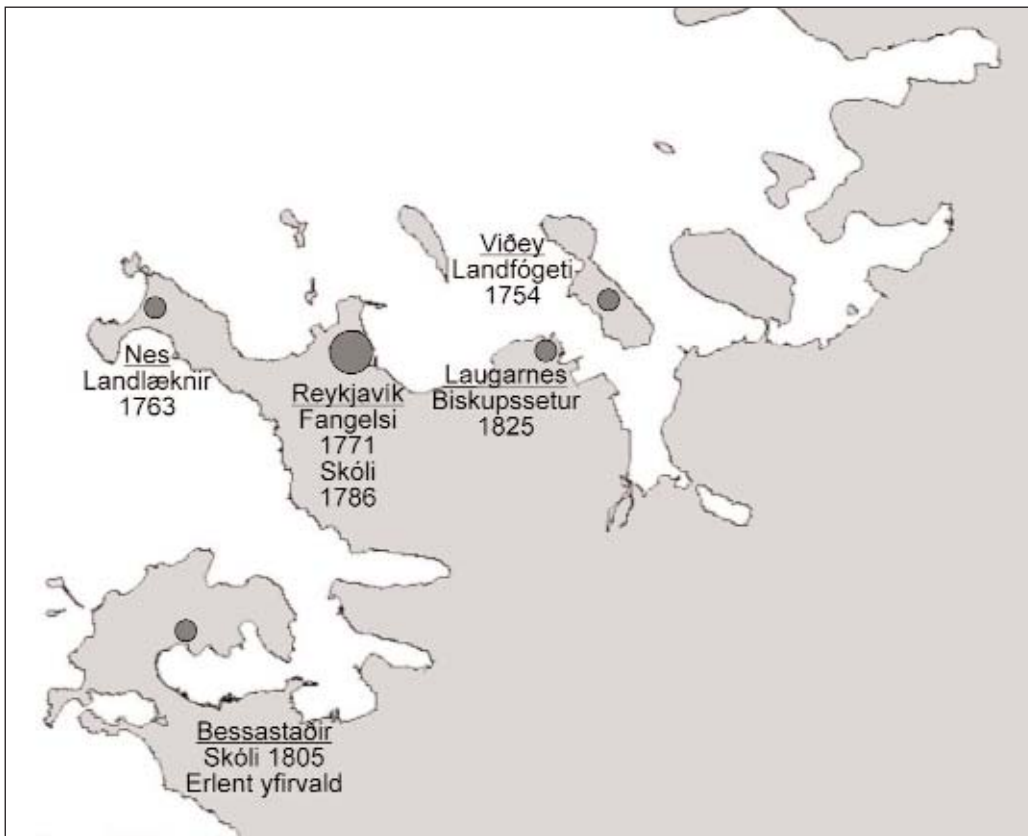 Viðey
Landfógeti
1754
Nes
Landlæknir
1763
Reykjavík
Fangelsi
1771
Skóli
1786
Laugarnes
Biskupssetur
1825
Bessastaðir
Skóli 1805
Erlent yfirvald